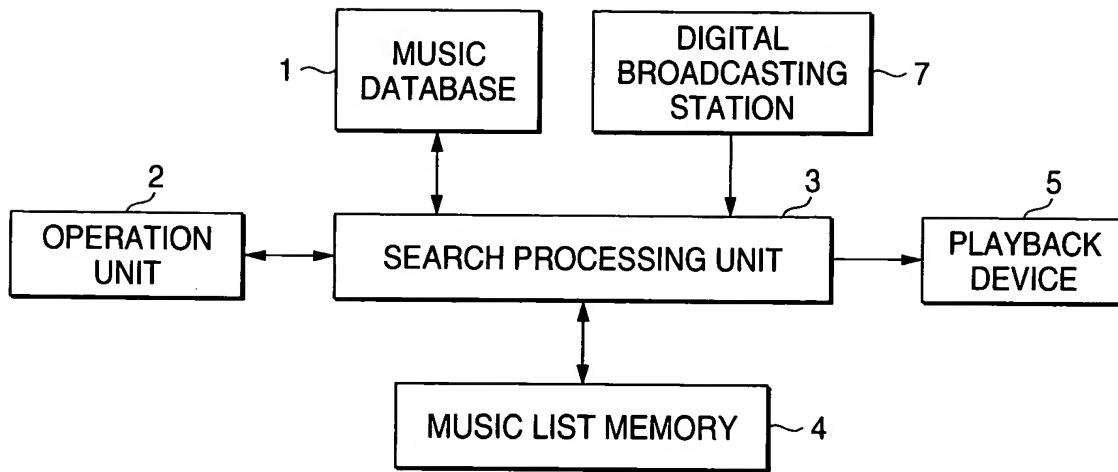 1
MUSIC
DATABASE
DIGITAL
BROADCASTING
STATION
7
2
OPERATION
UNIT
3
SEARCH PROCESSING UNIT
5
PLAYBACK
DEVICE
MUSIC LIST MEMORY
4